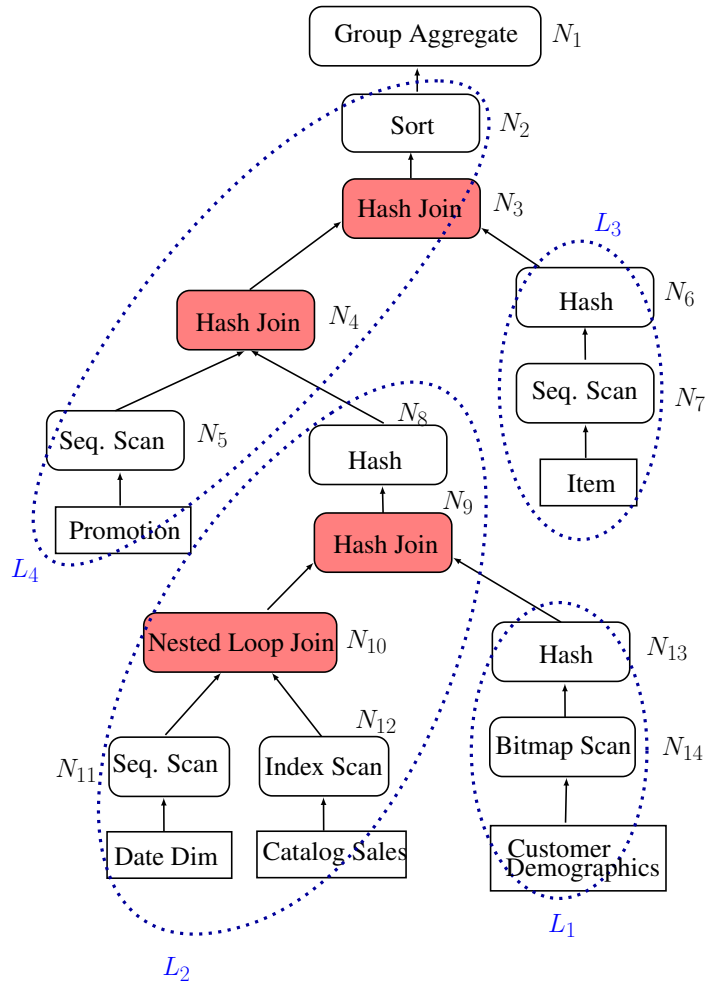 Group Aggregate N₁
Sort N₂
Hash Join N₃
L₃
Hash N₆
Hash Join N₄
Seq. Scan N₇
Seq. Scan N₅
N₈
Hash
Item
N₉
Promotion
Hash Join
L₄
Nested Loop Join N₁₀
Hash N₁₃
N₁₂
N₁₁ Seq. Scan
Index Scan
Bitmap Scan N₁₄
Date Dim
Catalog Sales
Customer
Demographics
L₁
L₂